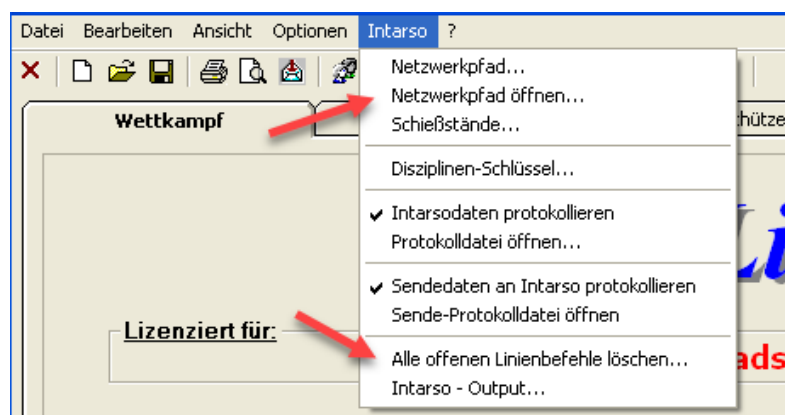 Datei Bearbeiten Ansicht Optionen Intarso ?
Netzwerkpfad...
Netzwerkpfad öffnen...
Schießstände...
Wettkampf
Disziplinen-Schlüssel...
Intarsodaten protokollieren
Protokolldatei öffnen...
Li
Sendedaten an Intarso protokollieren
Sende-Protokolldatei öffnen
Lizenziert für:
Alle offenen Linienbefehle löschen...
Intarso - Output...